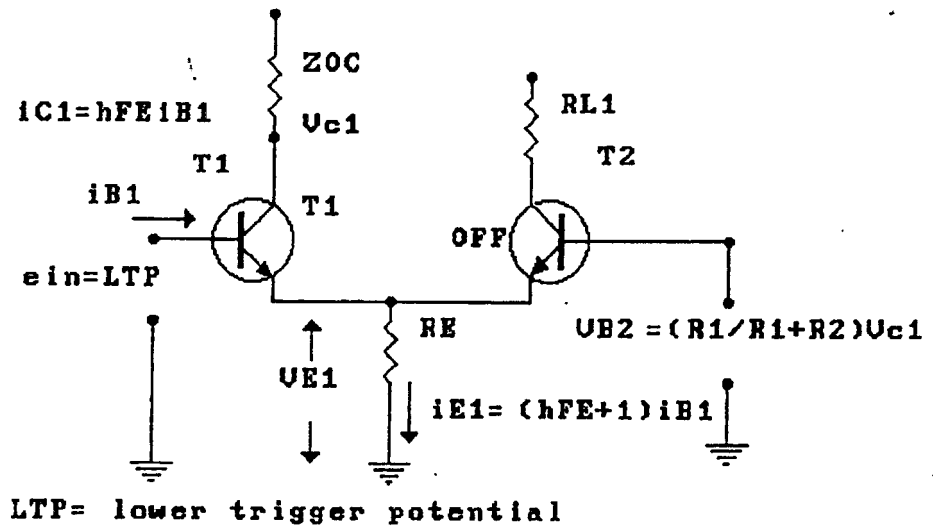 ZOC
iC1=hFEiB1
Vc1
RL1
T1
T2
iB1
T1
OFF
ein=LTP
RE
VB2 =(R1/R1+R2)Vc1
VE1
iE1= (hFE+1)iB1
LTP= lower trigger potential